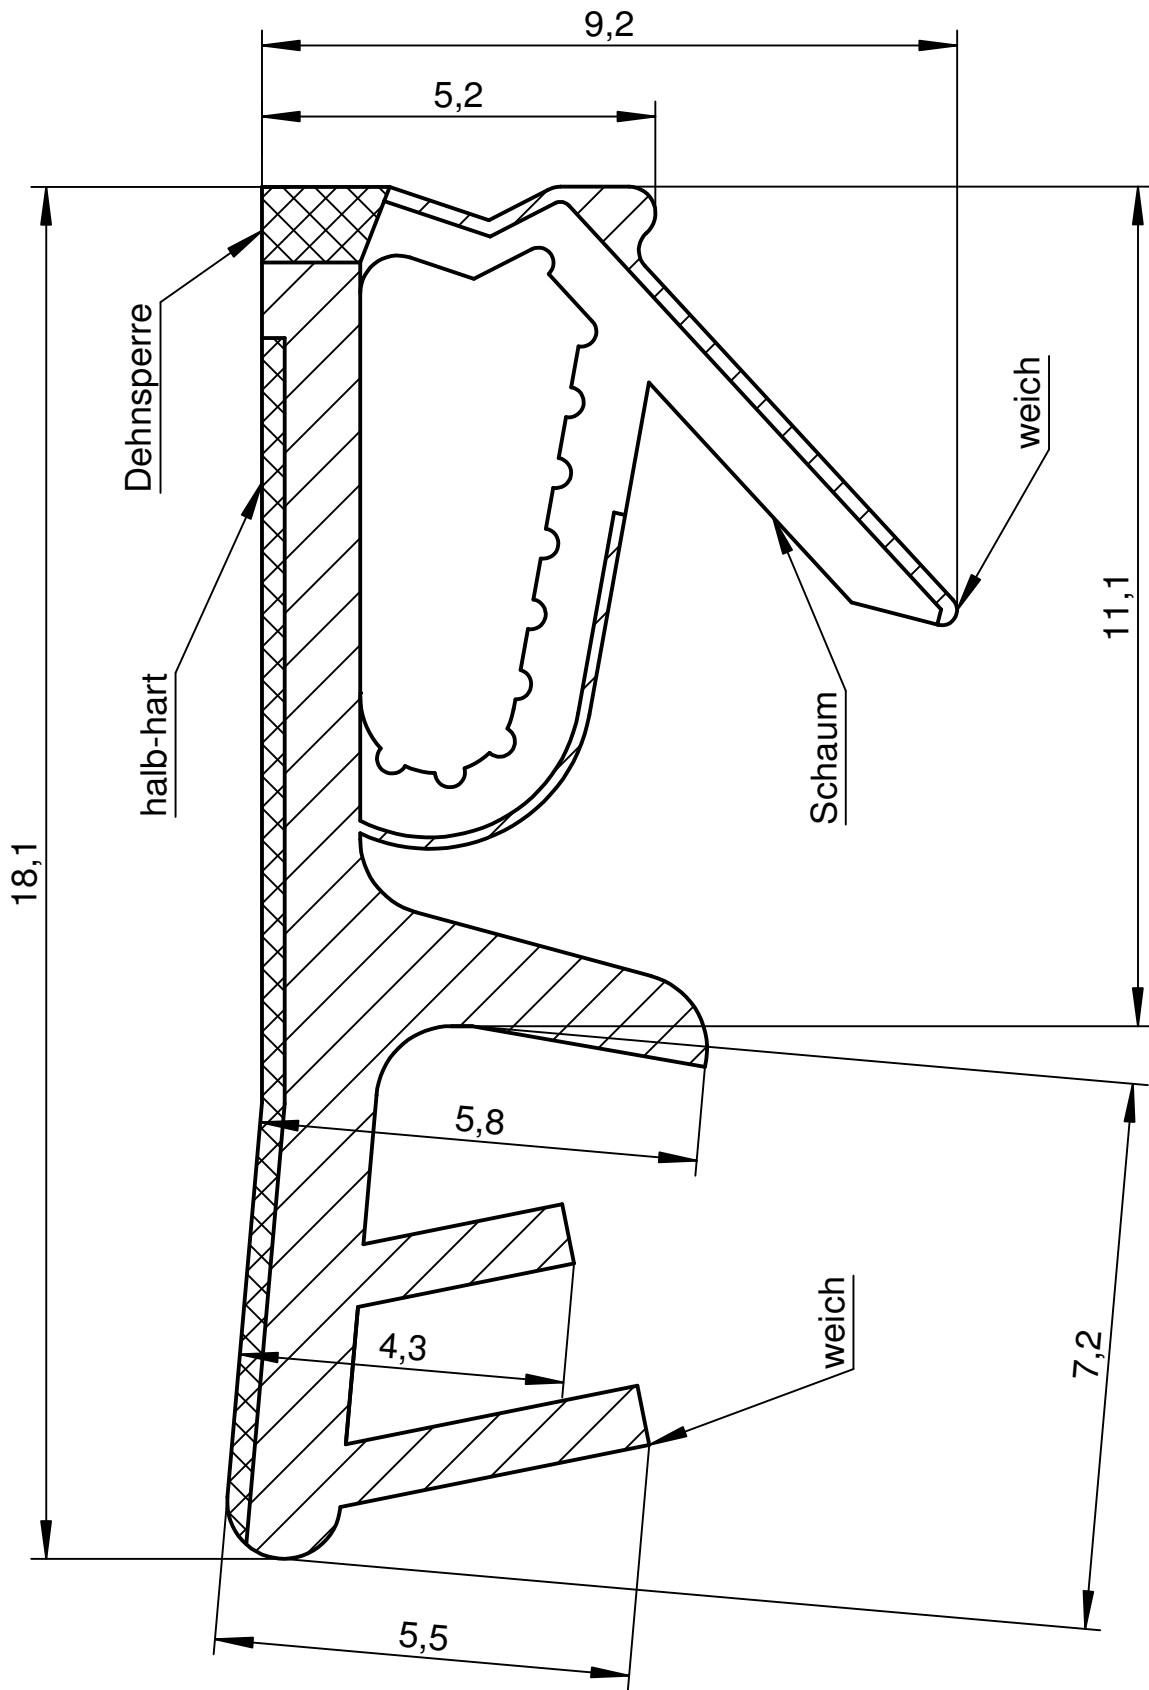 9,2
5,2
Dehnsperre
weich
halb-hart
11,1
Schaum
18,1
5,8
weich
4,3
7,2
5,5